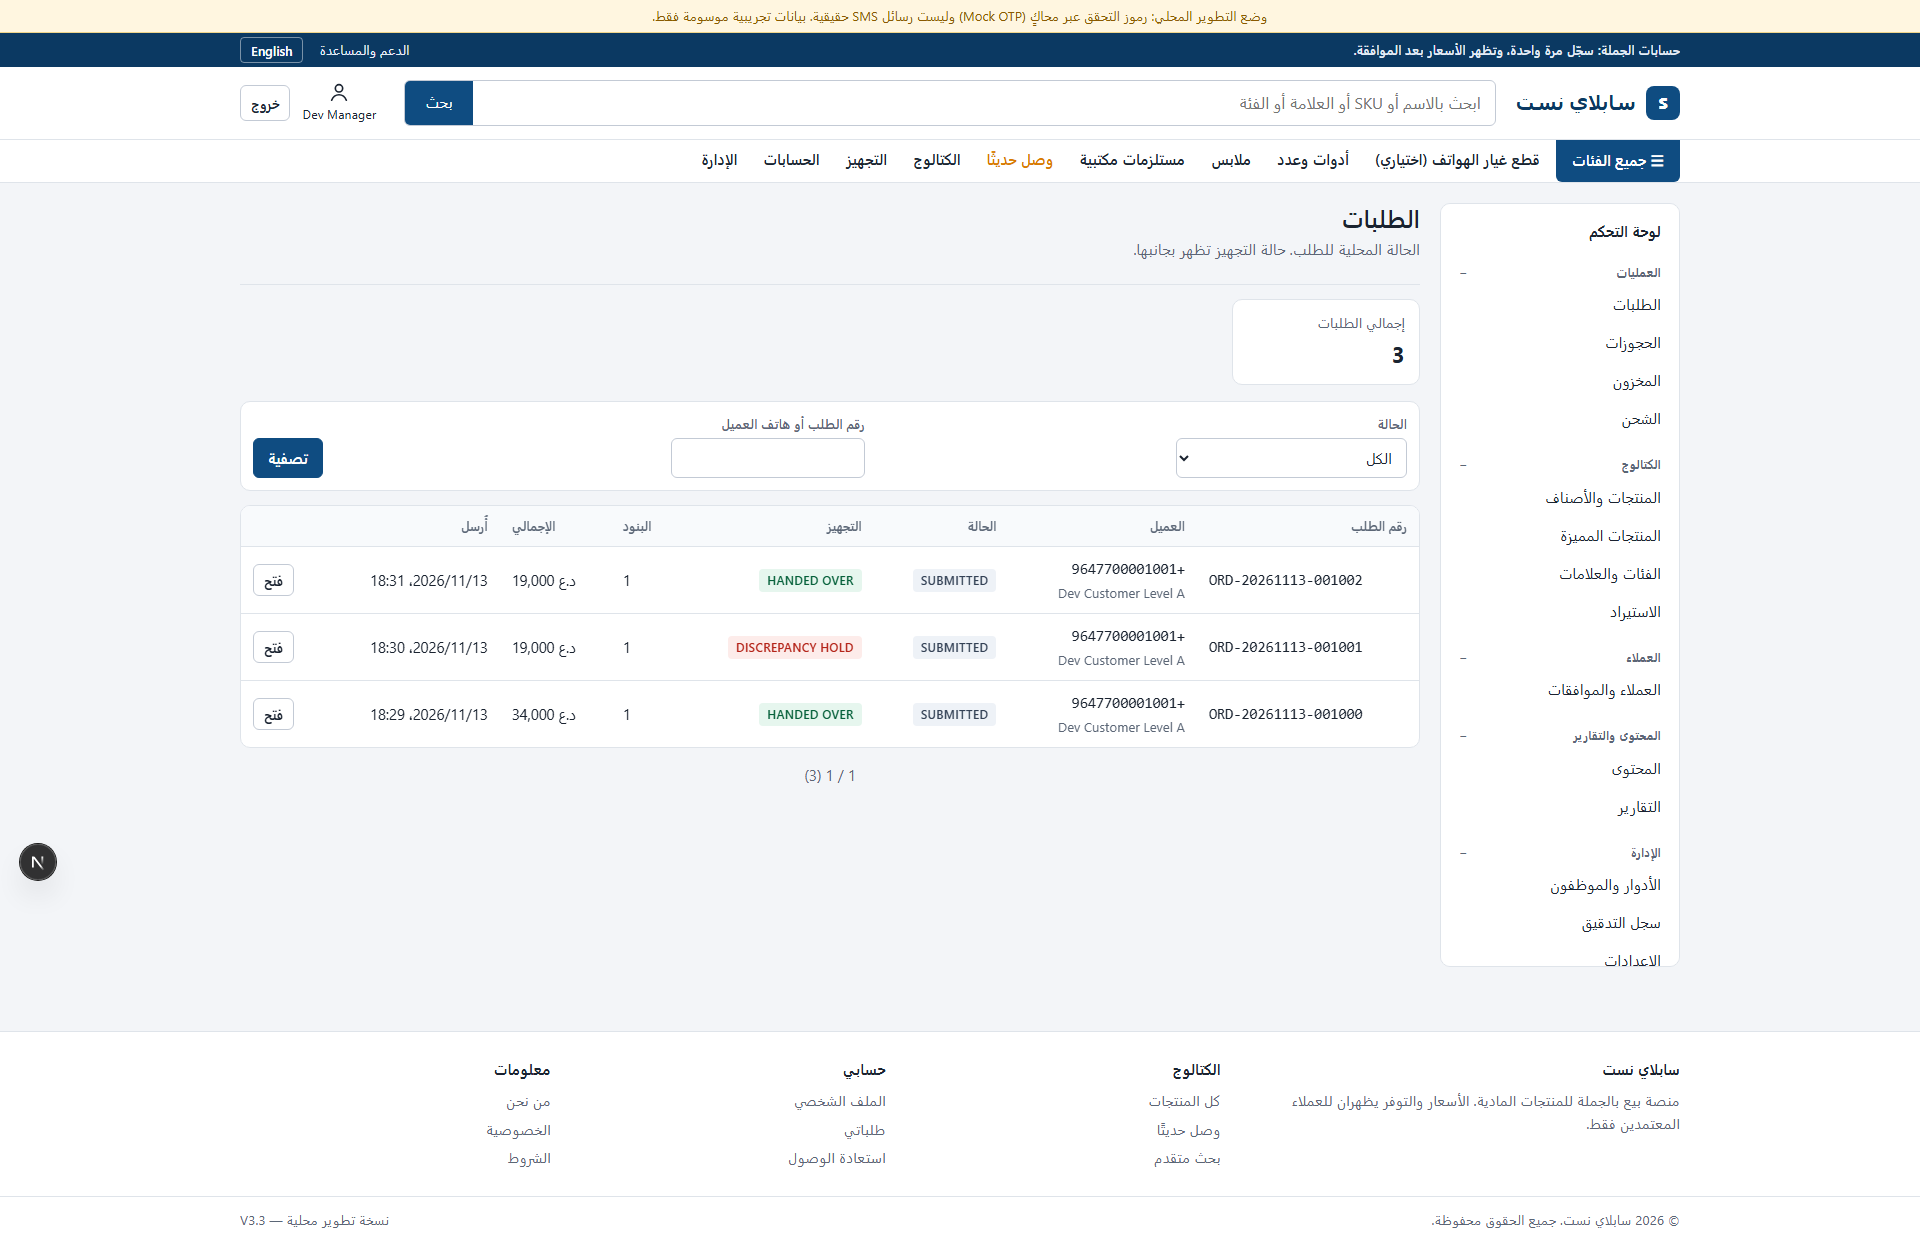 وضع التطوير المحلي: رموز التحقق عبر محاكٍ (Mock OTP) وليست رسائل SMS حقيقية. بيانات تجريبية موسومة فقط.
حسابات الجملة: سجّل مرة واحدة، وتظهر الأسعار بعد الموافقة.
الدعم والمساعدة
English
S
سابلاي نست
ابحث بالاسم أو SKU أو العلامة أو الفئة
بحث
Dev Manager
خروج
☰ جميع الفئات
قطع غيار الهواتف (اختياري)
أدوات وعدد
ملابس
مستلزمات مكتبية
وصل حديثًا
الكتالوج
التجهيز
الحسابات
الإدارة
لوحة التحكم
العمليات –
الطلبات
الحجوزات
المخزون
الشحن
الكتالوج –
المنتجات والأصناف
المنتجات المميزة
الفئات والعلامات
الاستيراد
العملاء –
العملاء والموافقات
المحتوى والتقارير –
المحتوى
التقارير
الإدارة –
الأدوار والموظفون
سجل التدقيق
الإعدادات
الطلبات
الحالة المحلية للطلب. حالة التجهيز تظهر بجانبها.
إجمالي الطلبات
3
الحالة
الكل
رقم الطلب أو هاتف العميل
تصفية
رقم الطلب العميل الحالة التجهيز البنود الإجمالي أُرسل
ORD-20261113-001002 +9647700001001 Dev Customer Level A SUBMITTED HANDED OVER 1 د.ع 19,000 2026/11/13، 18:31 فتح
ORD-20261113-001001 +9647700001001 Dev Customer Level A SUBMITTED DISCREPANCY HOLD 1 د.ع 19,000 2026/11/13، 18:30 فتح
ORD-20261113-001000 +9647700001001 Dev Customer Level A SUBMITTED HANDED OVER 1 د.ع 34,000 2026/11/13، 18:29 فتح
1 / 1 (3)
N
سابلاي نست
منصة بيع بالجملة للمنتجات المادية. الأسعار والتوفر يظهران للعملاء
المعتمدين فقط.
الكتالوج
كل المنتجات
وصل حديثًا
بحث متقدم
حسابي
الملف الشخصي
طلباتي
استعادة الوصول
معلومات
من نحن
الخصوصية
الشروط
© 2026 سابلاي نست. جميع الحقوق محفوظة.
نسخة تطوير محلية — V3.3